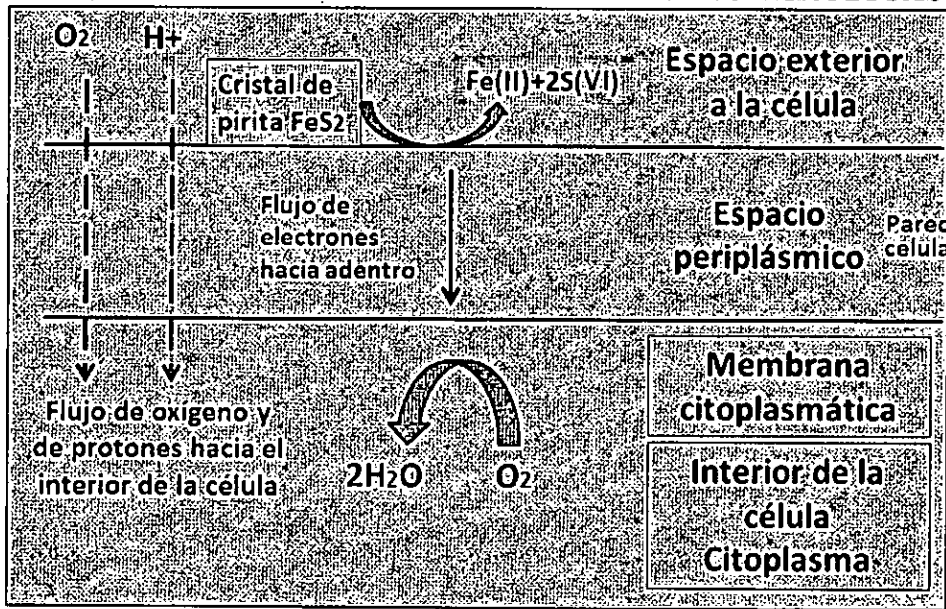 O2 H+
Cristal de
pirita FeS2
Fe(II)+2S(VI)
Espacio exterior
a la célula
Flujo de
electrones
hacia adentro
Espacio
periplásmico
Pared
celula
Membrana
citoplasmática
Flujo de oxígeno y
de protones hacia el
interior de la célula
2H2O O2
Interior de la
célula
Citoplasma